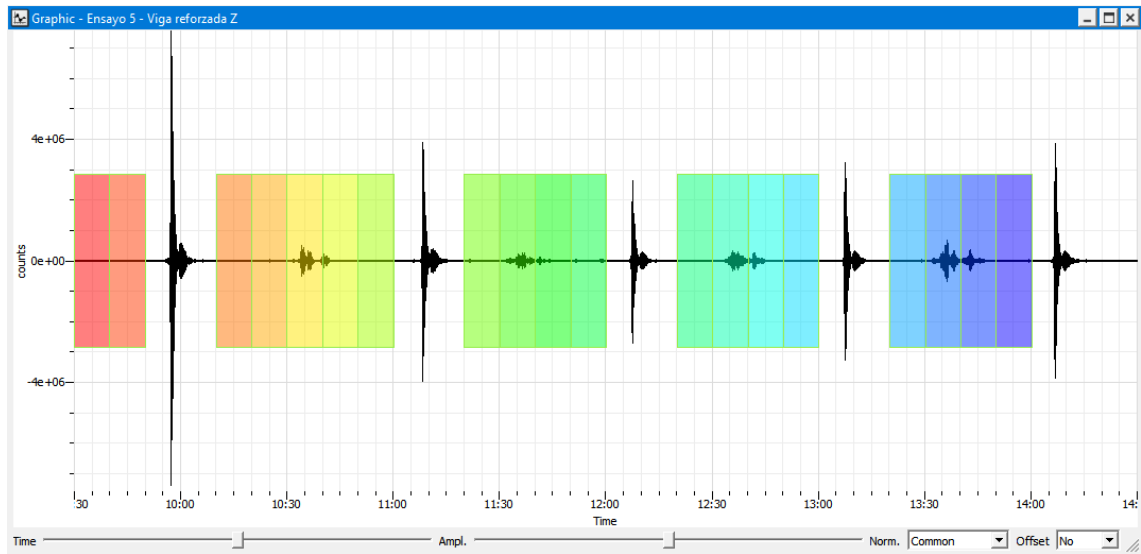 Graphic - Ensayo 5 - Viga reforzada Z
4e+06
0e+00
-4e+06
counts
:30 10:00 10:30 11:00 11:30 12:00 12:30 13:00 13:30 14:00 14:
Time
Time Ampl. Norm. Common Offset No